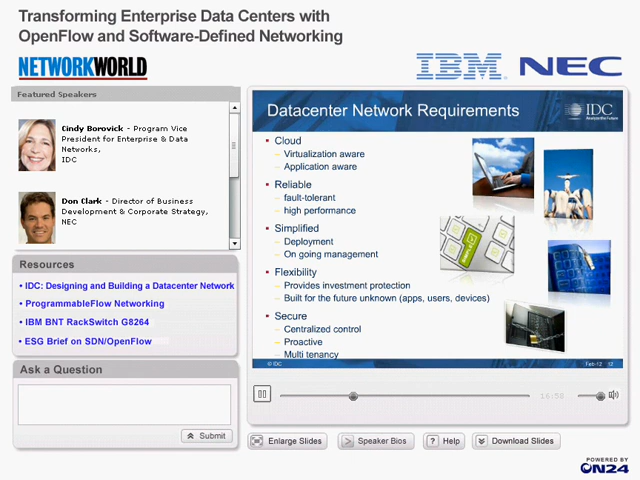 Transforming Enterprise Data Centers with
OpenFlow and Software-Defined Networking
NETWORKWORLD
IBM
NEC
Featured Speakers
Cindy Borovick - Program Vice
President for Enterprise & Data
Networks,
IDC
Don Clark - Director of Business
Development & Corporate Strategy,
NEC
Resources
• IDC: Designing and Building a Datacenter Network
• ProgrammableFlow Networking
• IBM BNT RackSwitch G8264
• ESG Brief on SDN/OpenFlow
Ask a Question
Submit
Datacenter Network Requirements
IDC
Analyze the Future
▪ Cloud
– Virtualization aware
– Application aware
▪ Reliable
– fault-tolerant
– high performance
▪ Simplified
– Deployment
– On going management
▪ Flexibility
– Provides investment protection
– Built for the future unknown (apps, users, devices)
▪ Secure
– Centralized control
– Proactive
– Multi tenancy
© IDC
Feb-12 12
16:58
Enlarge Slides
Speaker Bios
? Help
Download Slides
POWERED BY
ON24